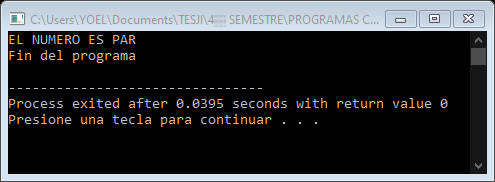 C:\Users\YOEL\Documents\TESJI\4▒▒ SEMESTRE\PROGRAMAS C...
EL NUMERO ES PAR
Fin del programa
--------------------------------
Process exited after 0.0395 seconds with return value 0
Presione una tecla para continuar . . .